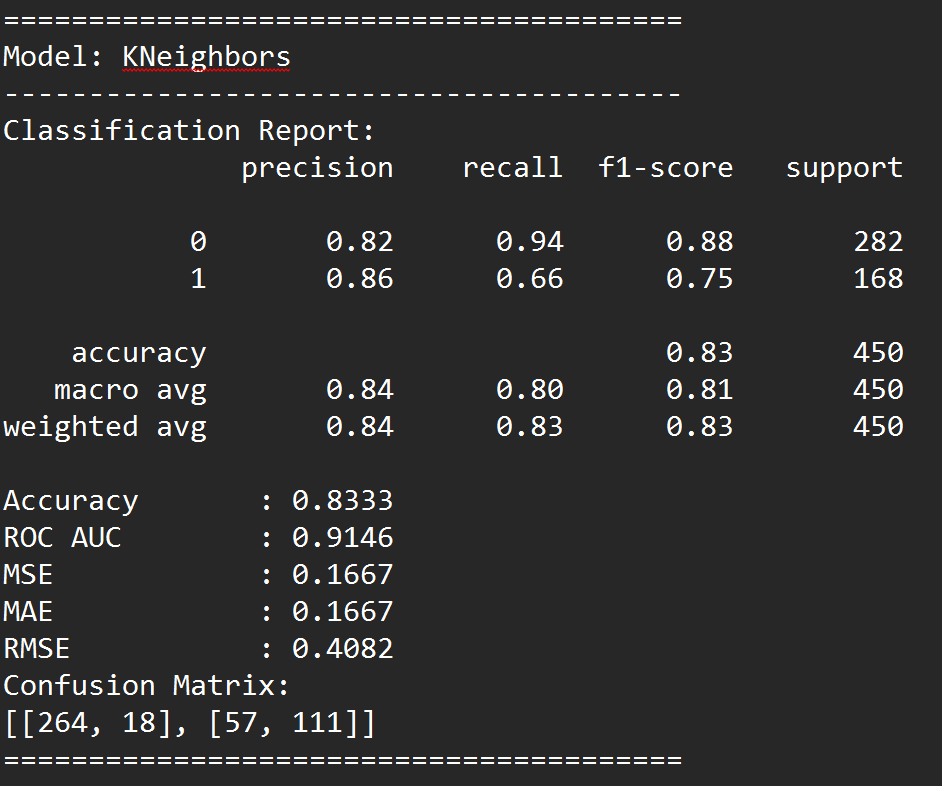 ========================================
Model: KNeighbors
----------------------------------------
Classification Report:
              precision    recall  f1-score   support

           0       0.82      0.94      0.88       282
           1       0.86      0.66      0.75       168

    accuracy                           0.83       450
   macro avg       0.84      0.80      0.81       450
weighted avg       0.84      0.83      0.83       450

Accuracy       : 0.8333
ROC AUC        : 0.9146
MSE            : 0.1667
MAE            : 0.1667
RMSE           : 0.4082
Confusion Matrix:
[[264, 18], [57, 111]]
========================================